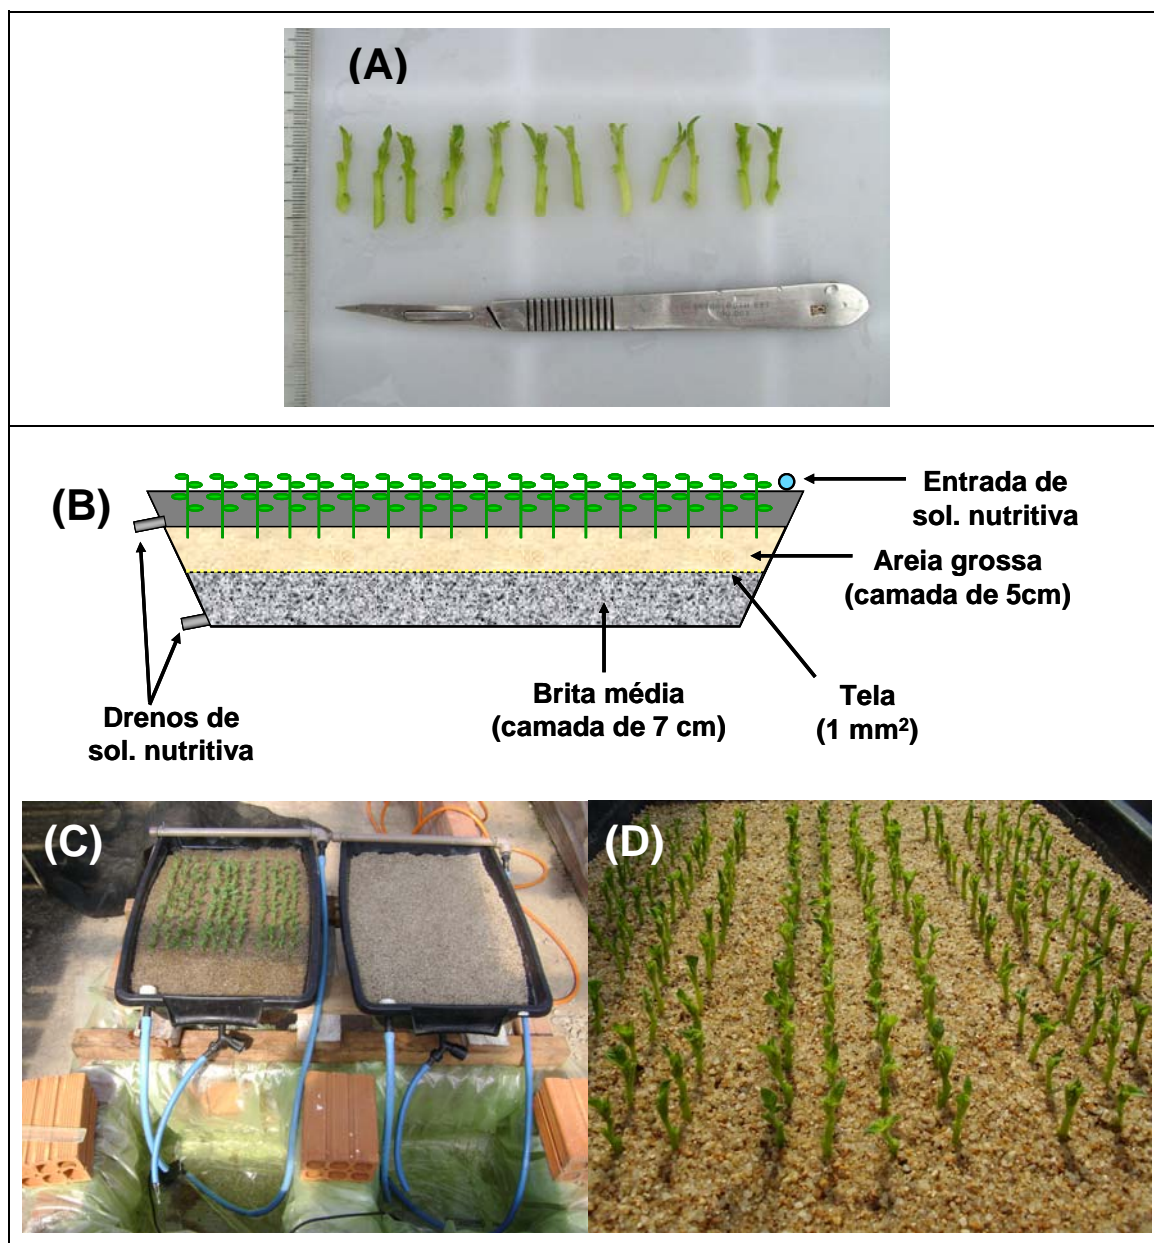 (A)
(B)
Entrada de
sol. nutritiva
Areia grossa
(camada de 5cm)
Tela
(1 mm²)
Brita média
(camada de 7 cm)
Drenos de
sol. nutritiva
(C)
(D)